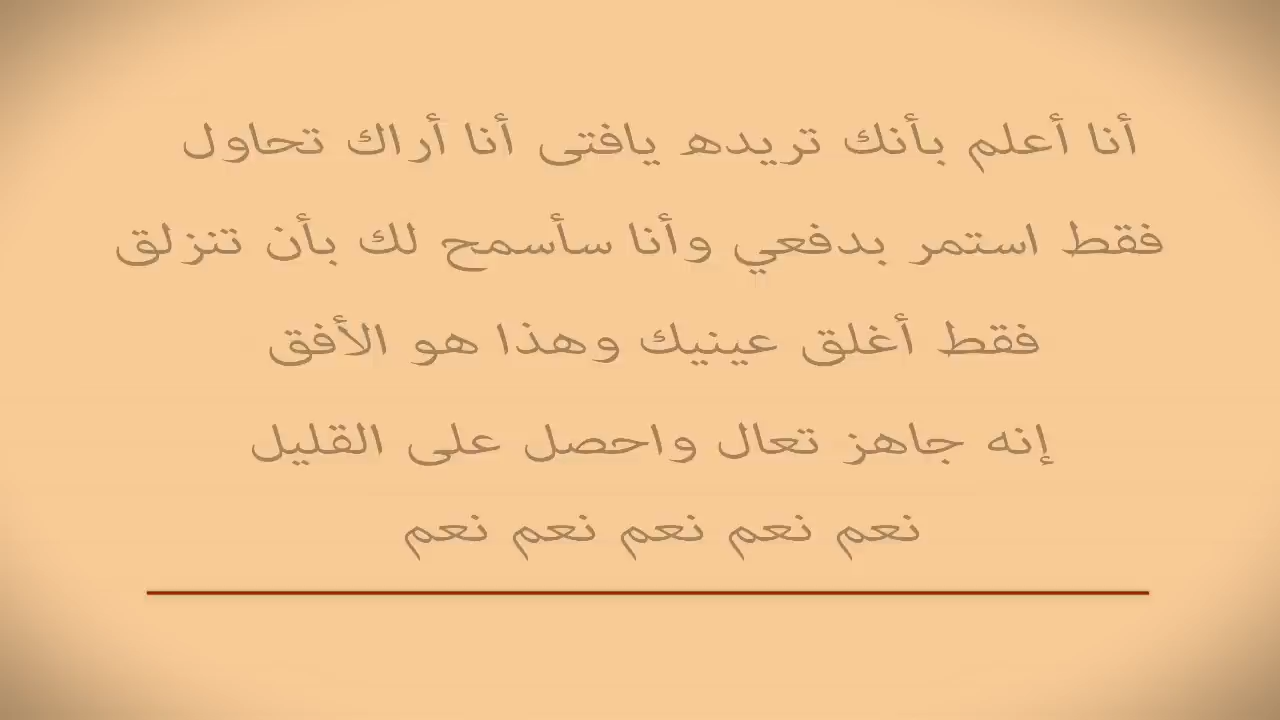 أنا أعلم بأنك تريده يافتى أنا أراك تحاول
فقط استمر بدفعي وأنا سأسمح لك بأن تنزلق
فقط أغلق عينيك وهذا هو الأفق
إنه جاهز تعال واحصل على القليل
نعم نعم نعم نعم نعم